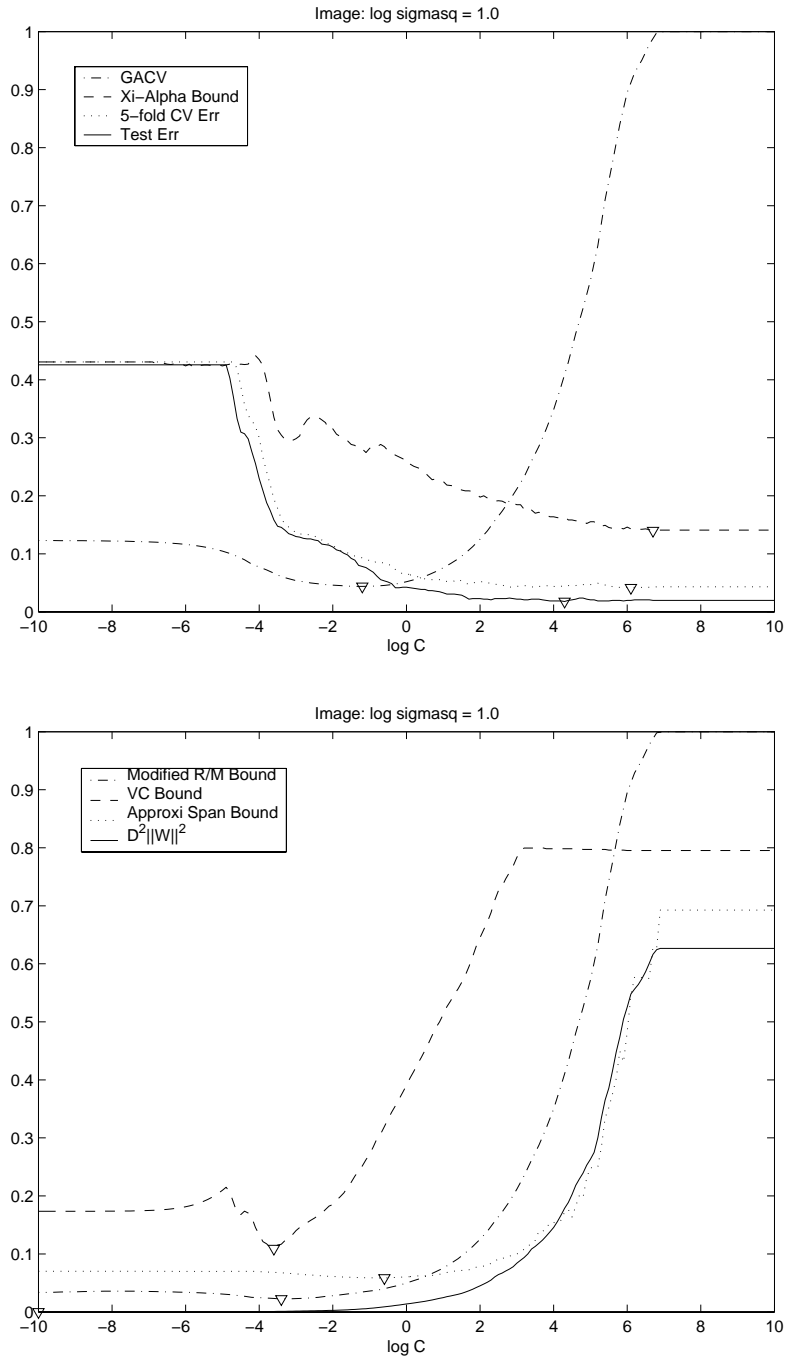 Image: log sigmasq = 1.0
1
0.9
0.8
0.7
0.6
0.5
0.4
0.3
0.2
0.1
0
GACV
Xi−Alpha Bound
5−fold CV Err
Test Err
−10 −8 −6 −4 −2 0 2 4 6 8 10
log C
Image: log sigmasq = 1.0
1
0.9
0.8
0.7
0.6
0.5
0.4
0.3
0.2
0.1
0
Modified R/M Bound
VC Bound
Approxi Span Bound
D²||W||²
−10 −8 −6 −4 −2 0 2 4 6 8 10
log C